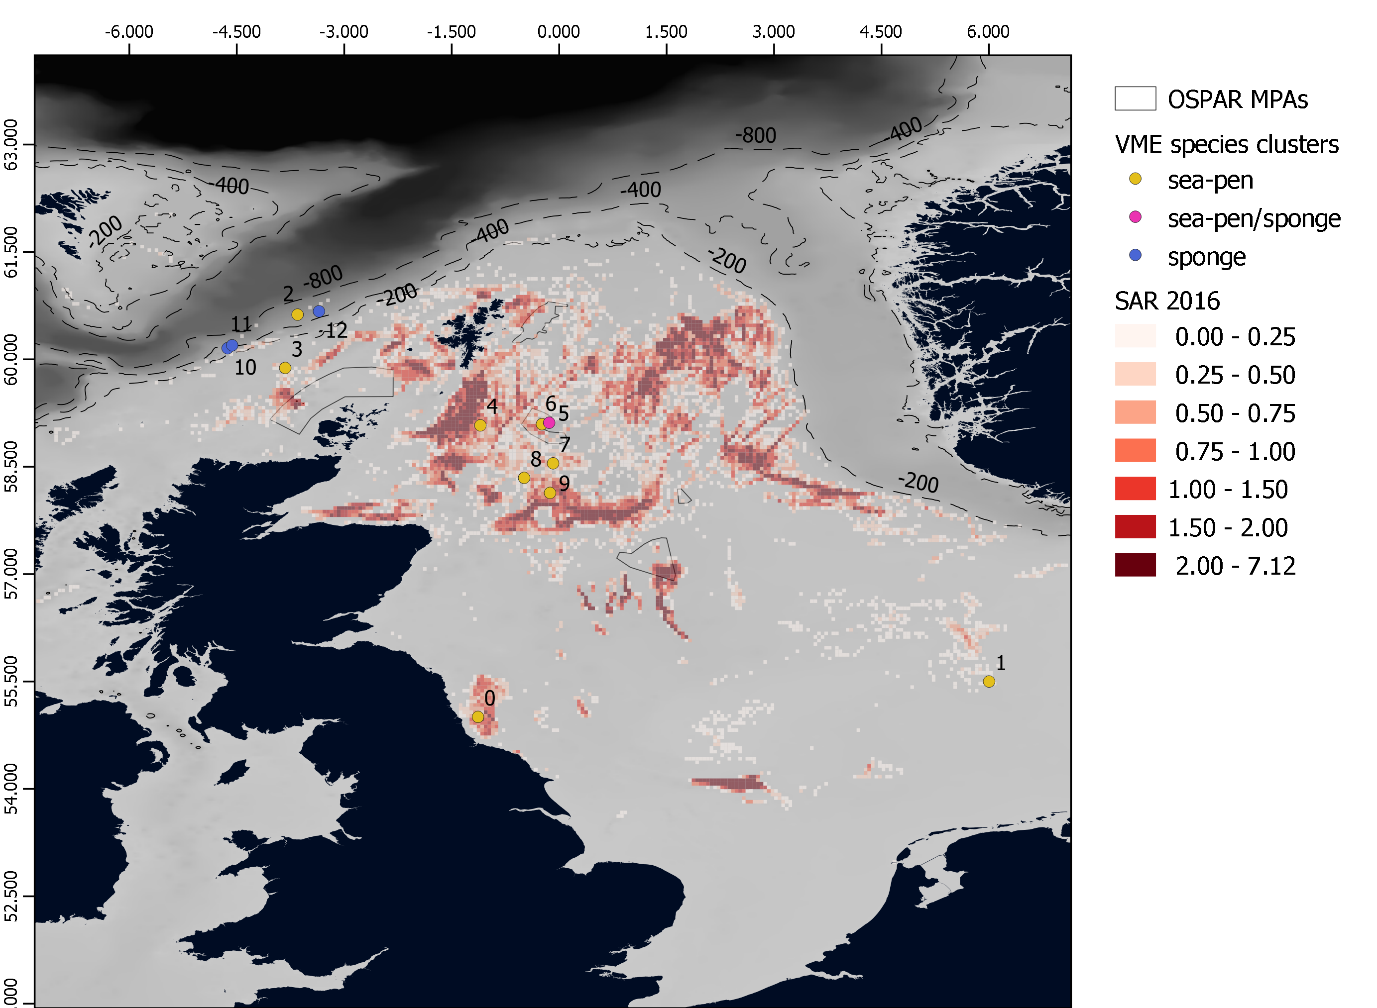 -6.000 -4.500 -3.000 -1.500 0.000 1.500 3.000 4.500 6.000
63.000
61.500
60.000
58.500
57.000
55.500
54.000
52.500
000
-800
-400
-400
-400
-200
-400
-200
-800
-200
-200
2
11
-12
3
10
4
6
5
7
8
9
1
0
OSPAR MPAs
VME species clusters
sea-pen
sea-pen/sponge
sponge
SAR 2016
0.00 - 0.25
0.25 - 0.50
0.50 - 0.75
0.75 - 1.00
1.00 - 1.50
1.50 - 2.00
2.00 - 7.12